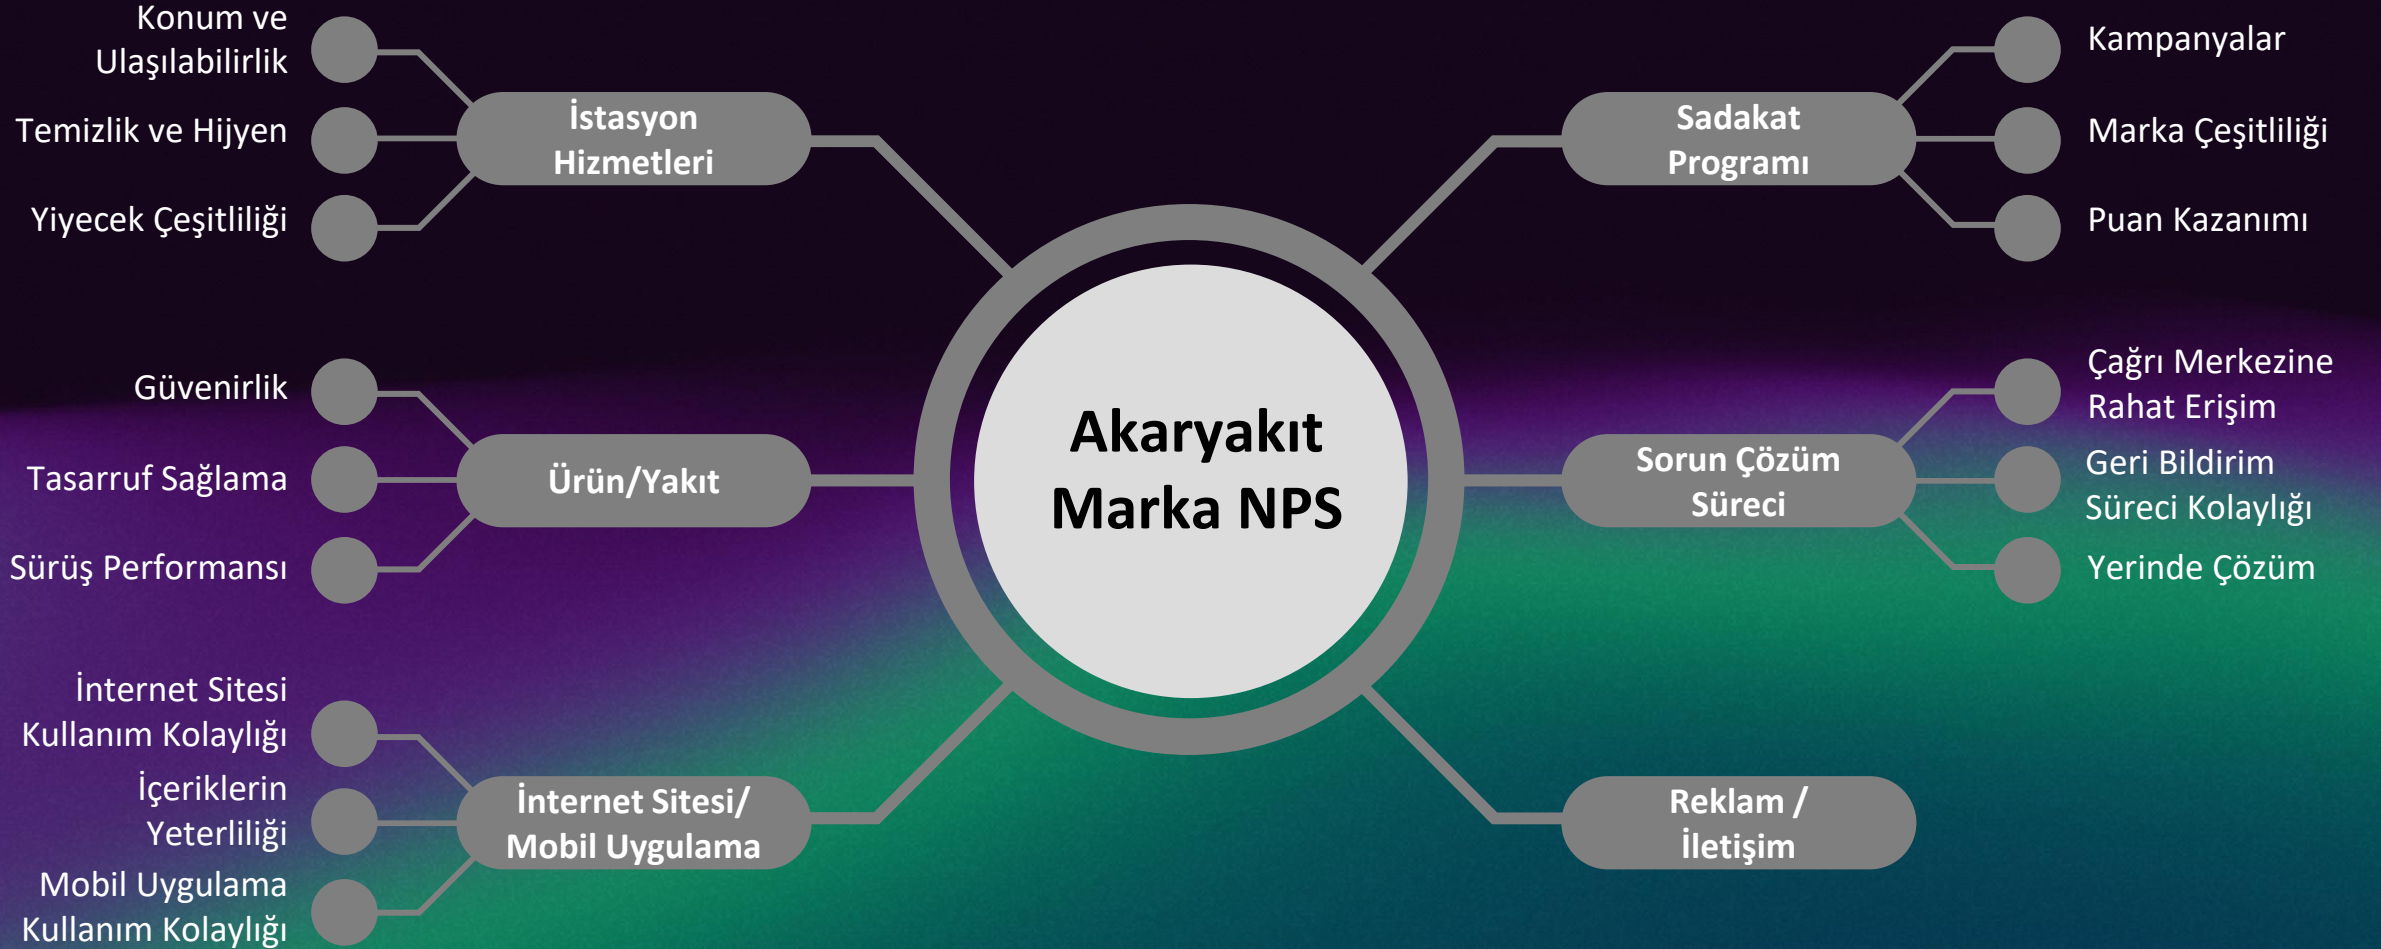 Konum ve
Ulaşılabilirlik
Temizlik ve Hijyen
Yiyecek Çeşitliliği
İstasyon
Hizmetleri
Güvenirlik
Tasarruf Sağlama
Sürüş Performansı
Ürün/Yakıt
İnternet Sitesi
Kullanım Kolaylığı
İçeriklerin
Yeterliliği
Mobil Uygulama
Kullanım Kolaylığı
İnternet Sitesi/
Mobil Uygulama
Akaryakıt
Marka NPS
Sadakat
Programı
Kampanyalar
Marka Çeşitliliği
Puan Kazanımı
Sorun Çözüm
Süreci
Çağrı Merkezine
Rahat Erişim
Geri Bildirim
Süreci Kolaylığı
Yerinde Çözüm
Reklam /
İletişim